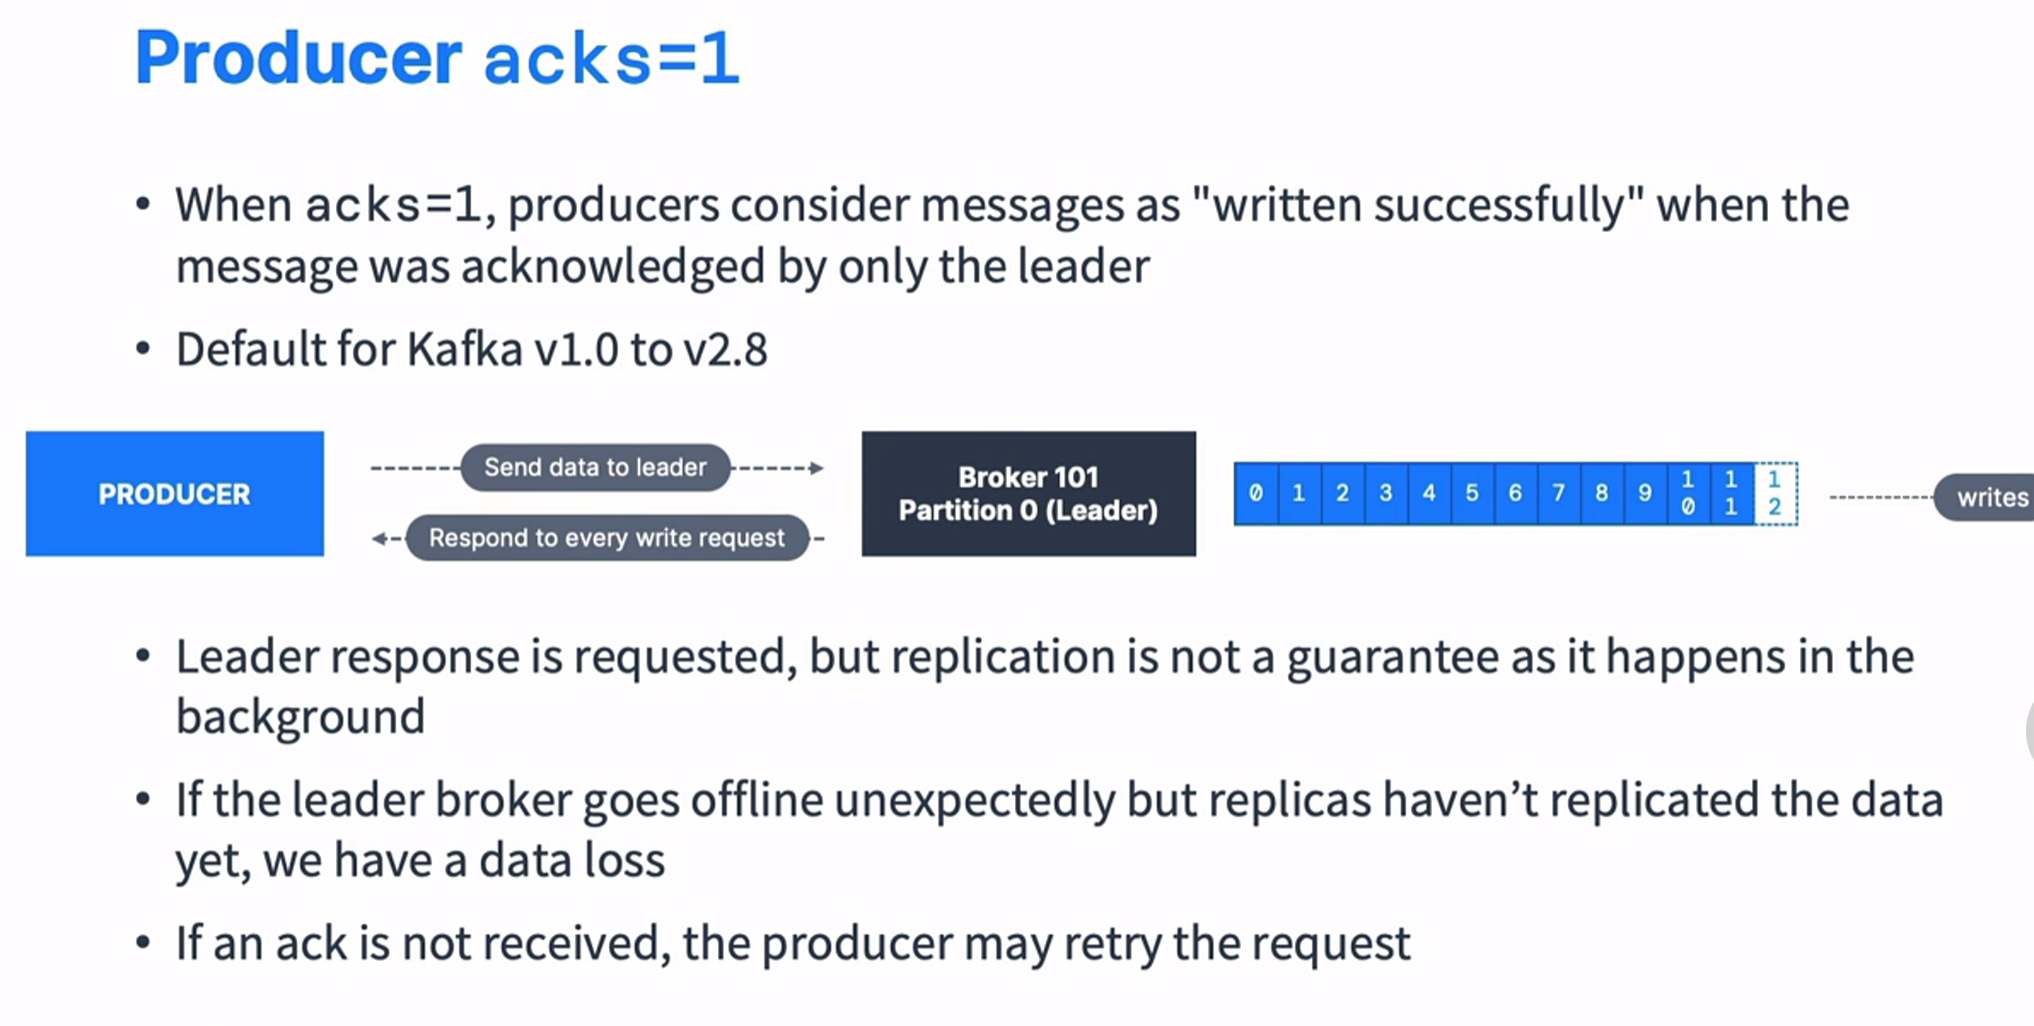 Producer acks=1
• When acks=1, producers consider messages as "written successfully" when the
message was acknowledged by only the leader
• Default for Kafka v1.0 to v2.8
PRODUCER
Send data to leader
Respond to every write request
Broker 101
Partition 0 (Leader)
0 1 2 3 4 5 6 7 8 9 10 11 12
writes
• Leader response is requested, but replication is not a guarantee as it happens in the
background
• If the leader broker goes offline unexpectedly but replicas haven’t replicated the data
yet, we have a data loss
• If an ack is not received, the producer may retry the request